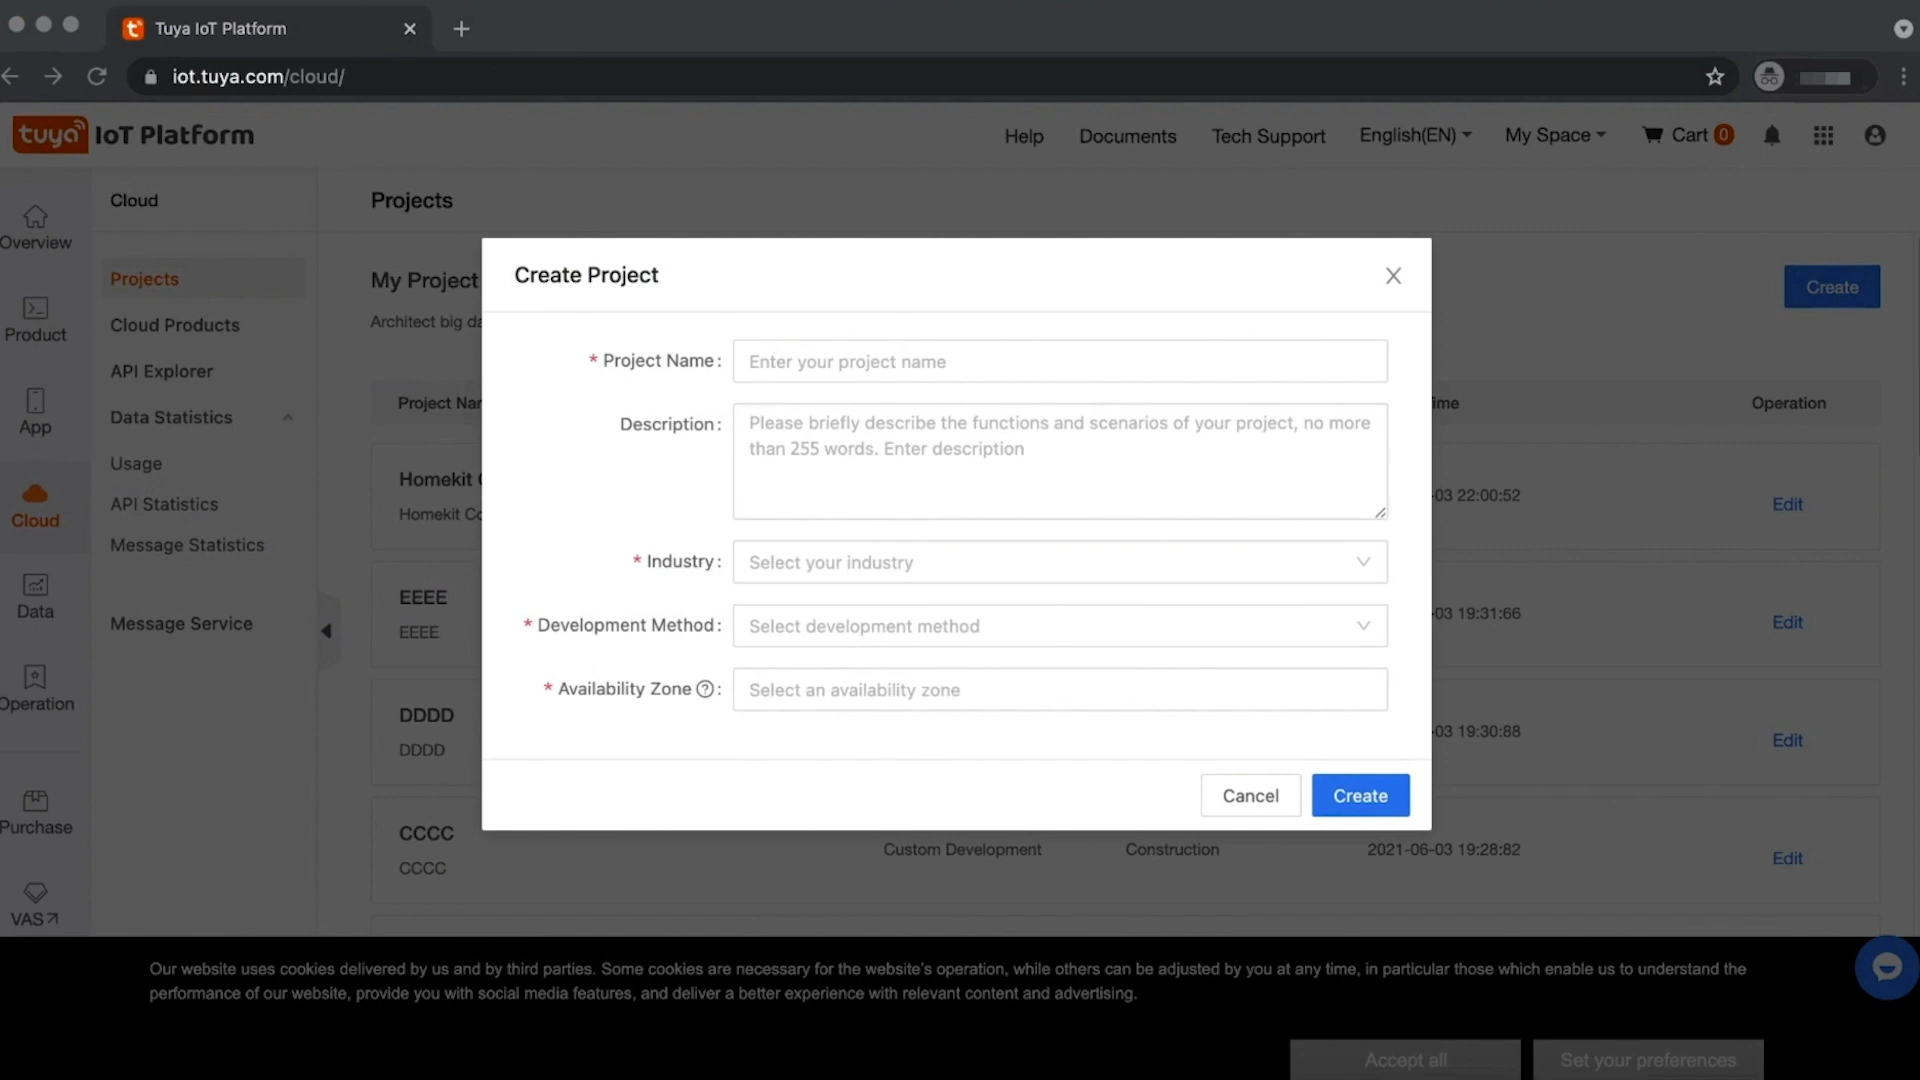 Tuya IoT Platform
iot.tuya.com/cloud/
tuya IoT Platform
Help Documents Tech Support English(EN) My Space Cart 0
Cloud
Projects
Overview
Product
App
Cloud
Data
Operation
Purchase
VAS
Projects
Cloud Products
API Explorer
Data Statistics
Usage
API Statistics
Message Statistics
Message Service
My Project
Create
Architect big da
Project Nar
ime
Operation
Homekit
Homekit Co
-03 22:00:52
Edit
EEEE
EEEE
-03 19:31:66
Edit
DDDD
DDDD
-03 19:30:88
Edit
CCCC
CCCC
Custom Development
Construction
2021-06-03 19:28:82
Edit
Create Project
* Project Name:
Enter your project name
Description:
Please briefly describe the functions and scenarios of your project, no more
than 255 words. Enter description
* Industry:
Select your industry
* Development Method:
Select development method
* Availability Zone ?:
Select an availability zone
Cancel
Create
Our website uses cookies delivered by us and by third parties. Some cookies are necessary for the website's operation, while others can be adjusted by you at any time, in particular those which enable us to understand the
performance of our website, provide you with social media features, and deliver a better experience with relevant content and advertising.
Accept all
Set your preferences